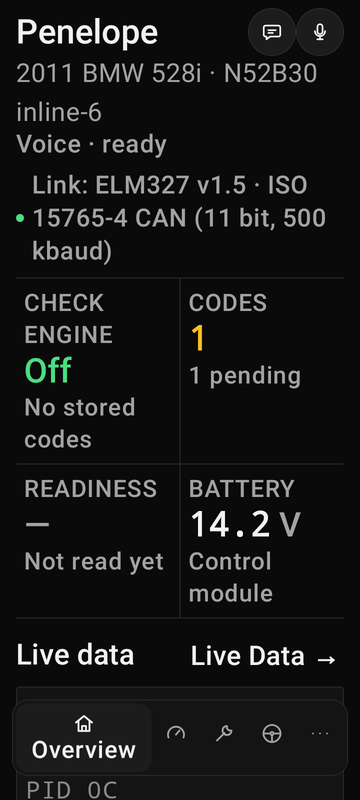 Penelope
2011 BMW 528i · N52B30
inline-6
Voice · ready
Link: ELM327 v1.5 · ISO
15765-4 CAN (11 bit, 500
kbaud)
CHECK
ENGINE
Off
No stored
codes
CODES
1
1 pending
READINESS
—
Not read yet
BATTERY
14.2 V
Control
module
Live data
Live Data →
Overview
PID 0C